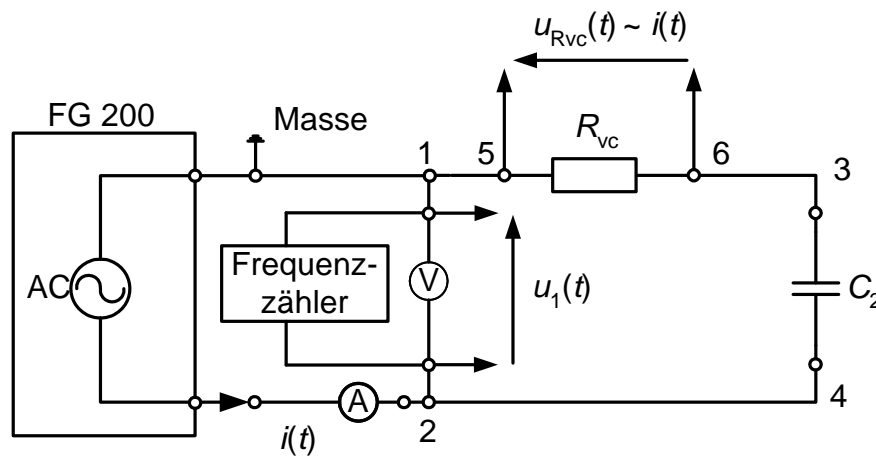 u_Rvc(t) ~ i(t)
FG 200
Masse
R_vc
1
5
6
3
AC
Frequenz-
zähler
V
u_1(t)
C_2
A
i(t)
2
4